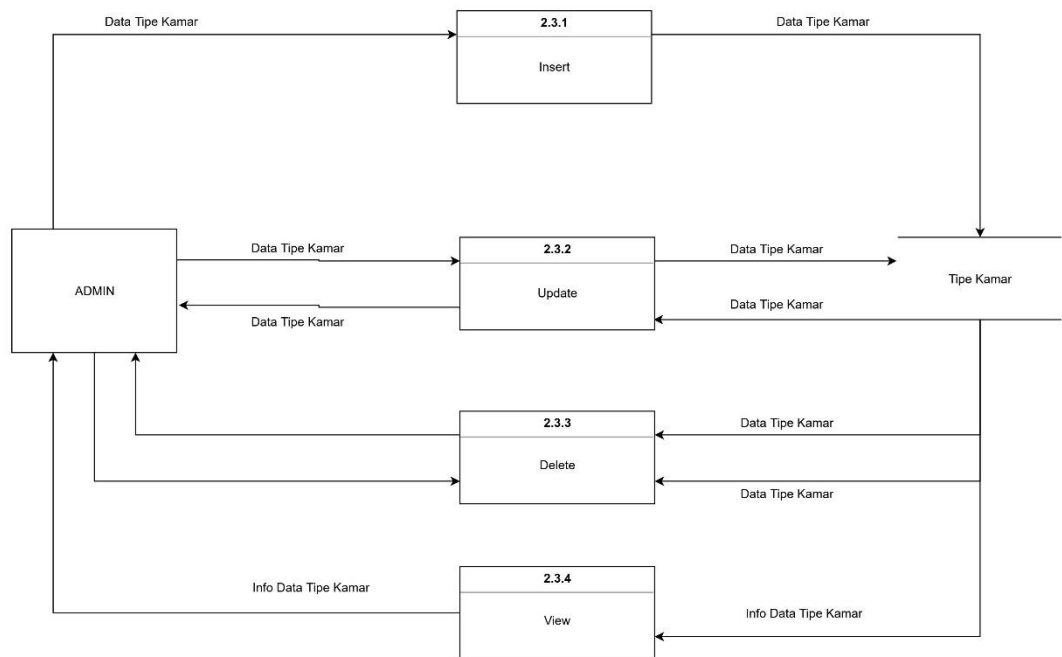 Data Tipe Kamar
2.3.1
Data Tipe Kamar
Insert
Data Tipe Kamar
2.3.2
Data Tipe Kamar
ADMIN
Update
Tipe Kamar
Data Tipe Kamar
Data Tipe Kamar
2.3.3
Data Tipe Kamar
Delete
Data Tipe Kamar
2.3.4
Info Data Tipe Kamar
View
Info Data Tipe Kamar